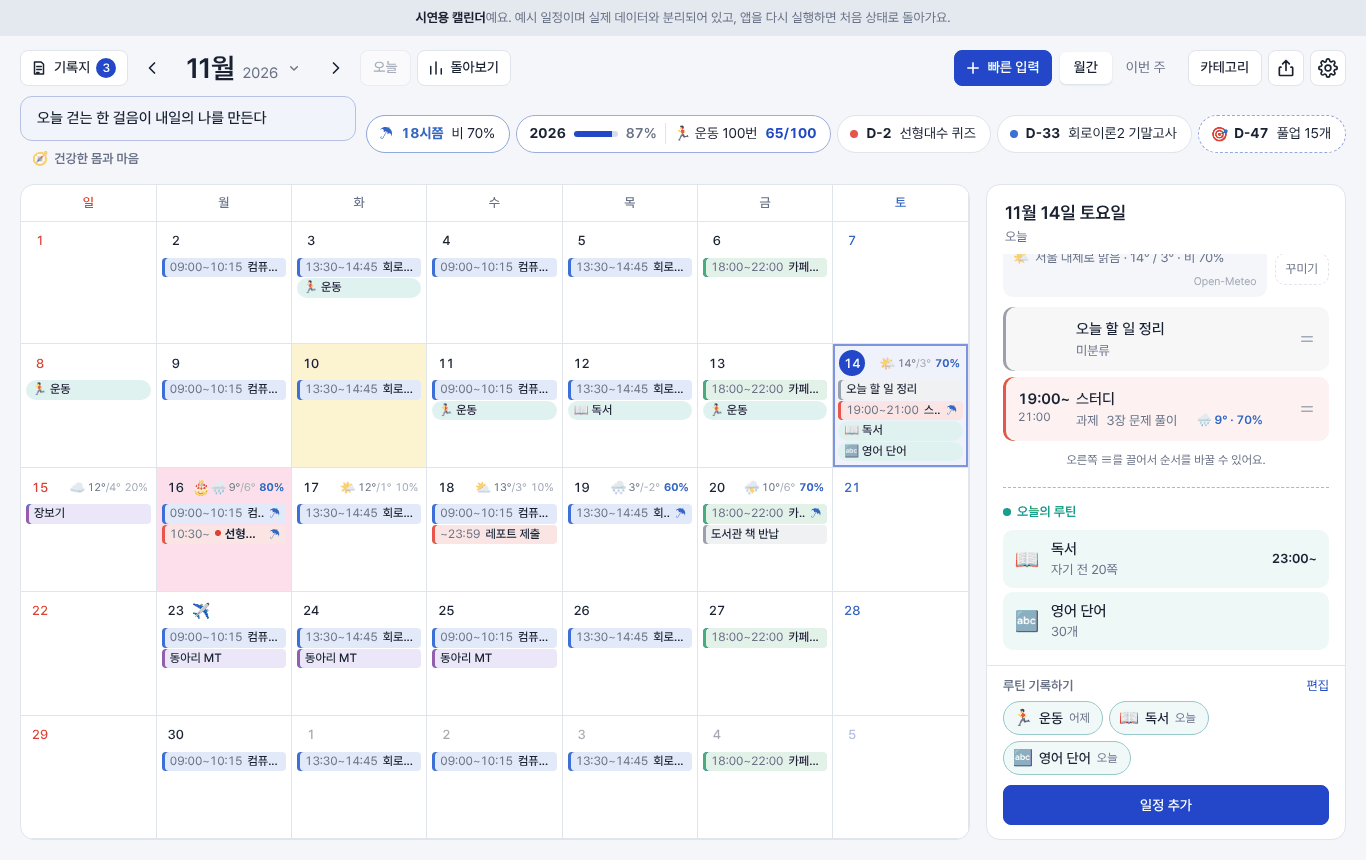 시연용 캘린더예요. 예시 일정이며 실제 데이터와 분리되어 있고, 앱을 다시 실행하면 처음 상태로 돌아가요.
기록지 3
11월 2026
오늘
돌아보기
+ 빠른 입력
월간
이번 주
카테고리
오늘 걷는 한 걸음이 내일의 나를 만든다
건강한 몸과 마음
18시쯤 비 70%
2026 87% 운동 100번 65/100
D-2 선형대수 퀴즈
D-33 회로이론2 기말고사
D-47 풀업 15개
일 월 화 수 목 금 토
1
2
09:00~10:15 컴퓨…
3
13:30~14:45 회로…
운동
4
09:00~10:15 컴퓨…
5
13:30~14:45 회로…
6
18:00~22:00 카페…
7
8
운동
9
09:00~10:15 컴퓨…
10
13:30~14:45 회로…
11
09:00~10:15 컴퓨…
운동
12
13:30~14:45 회로…
독서
13
18:00~22:00 카페…
운동
14 14°/3° 70%
오늘 할 일 정리
19:00~21:00 스..
독서
abc 영어 단어
15 12°/4° 20%
장보기
16 9°/6° 80%
09:00~10:15 컴..
10:30~ 선형…
17 12°/1° 10%
13:30~14:45 회로…
18 13°/3° 10%
09:00~10:15 컴퓨…
~23:59 레포트 제출
19 3°/-2° 60%
13:30~14:45 회..
20 10°/6° 70%
18:00~22:00 카..
도서관 책 반납
21
22
23
09:00~10:15 컴퓨…
동아리 MT
24
13:30~14:45 회로…
동아리 MT
25
09:00~10:15 컴퓨…
동아리 MT
26
13:30~14:45 회로…
27
18:00~22:00 카페…
28
29
30
09:00~10:15 컴퓨…
1
13:30~14:45 회로…
2
09:00~10:15 컴퓨…
3
13:30~14:45 회로…
4
18:00~22:00 카페…
5
11월 14일 토요일
오늘
서울 대체로 맑음 · 14° / 3° · 비 70%
Open-Meteo
꾸미기
오늘 할 일 정리
미분류
19:00~ 스터디
21:00 과제 3장 문제 풀이 9° · 70%
오른쪽 ≡를 끌어서 순서를 바꿀 수 있어요.
오늘의 루틴
독서
자기 전 20쪽
23:00~
abc 영어 단어
30개
루틴 기록하기
편집
운동 어제
독서 오늘
abc 영어 단어 오늘
일정 추가